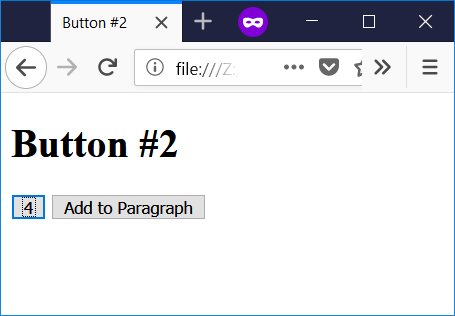 Button #2
file:///Z:
Button #2
4 Add to Paragraph